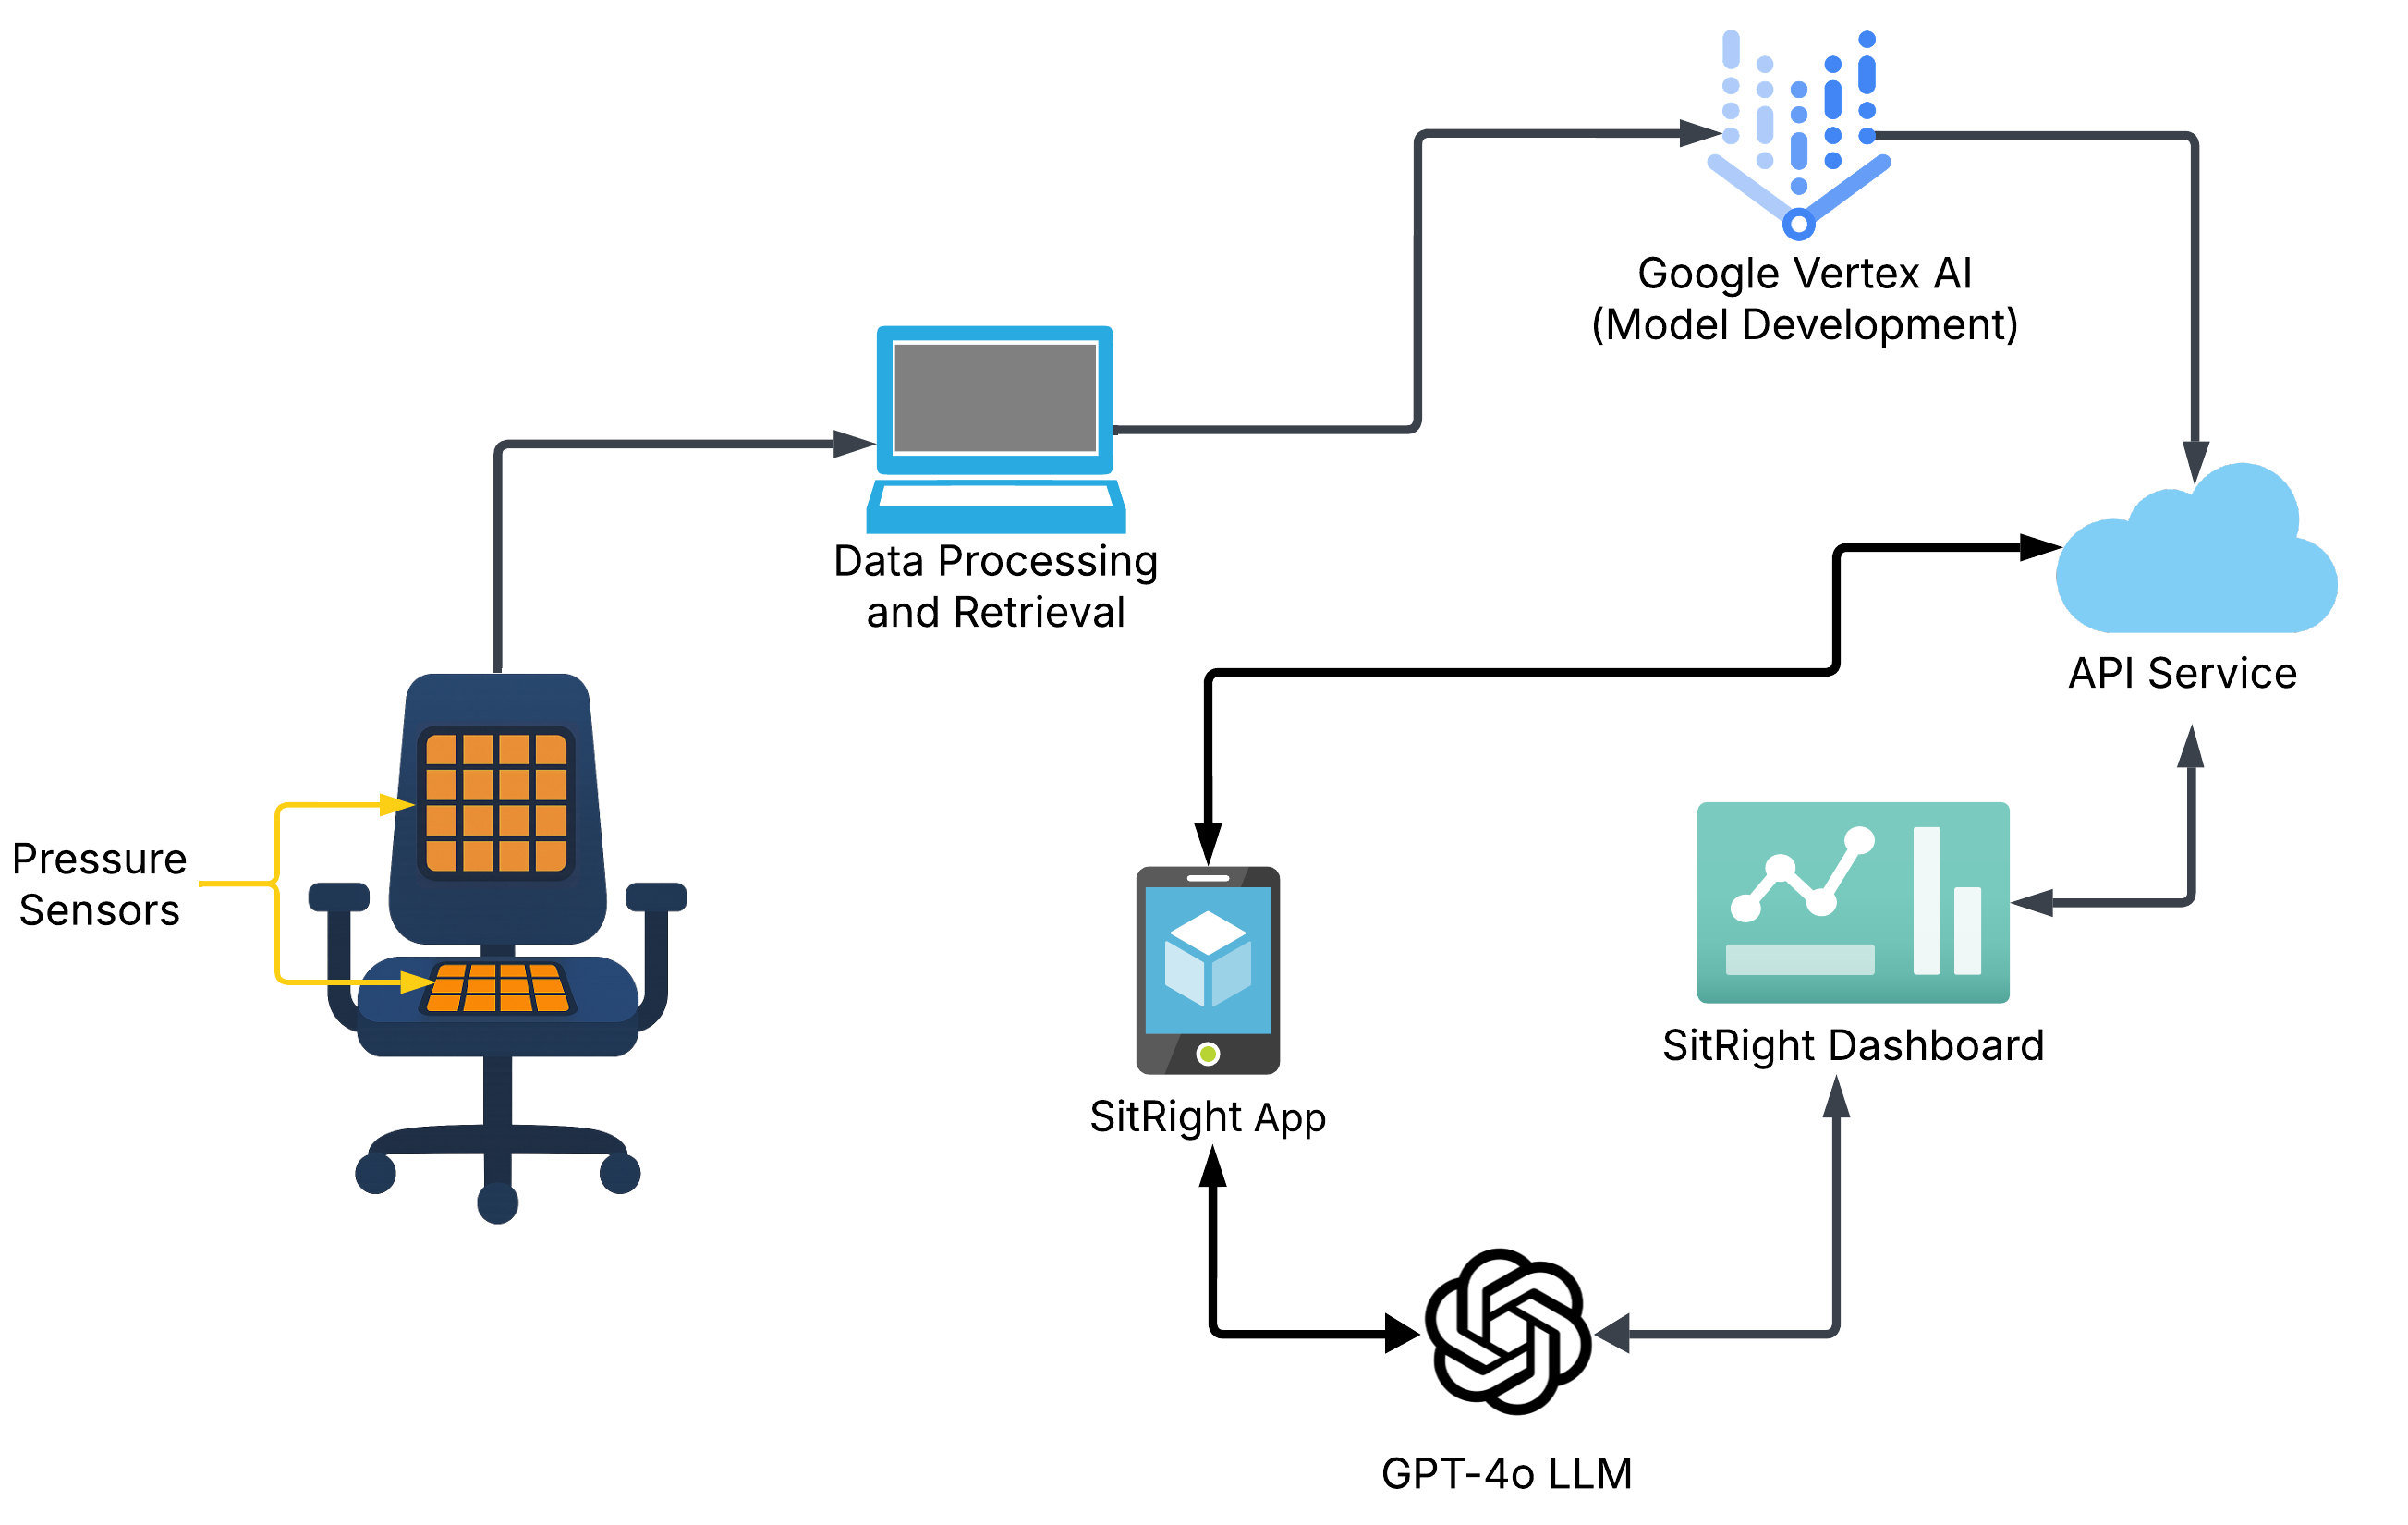 Google Vertex AI
(Model Development)
Data Processing
and Retrieval
API Service
Pressure
Sensors
SitRight Dashboard
SitRight App
GPT-4o LLM